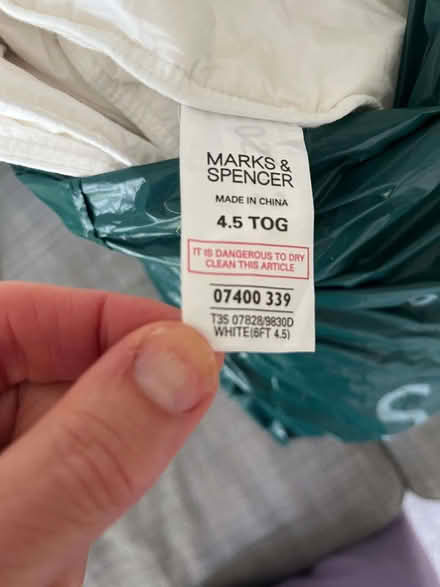 MARKS &
SPENCER
MADE IN CHINA
4.5 TOG
IT IS DANGEROUS TO DRY
CLEAN THIS ARTICLE
07400 339
T35 07828/9830D
WHITE(6FT 4.5)